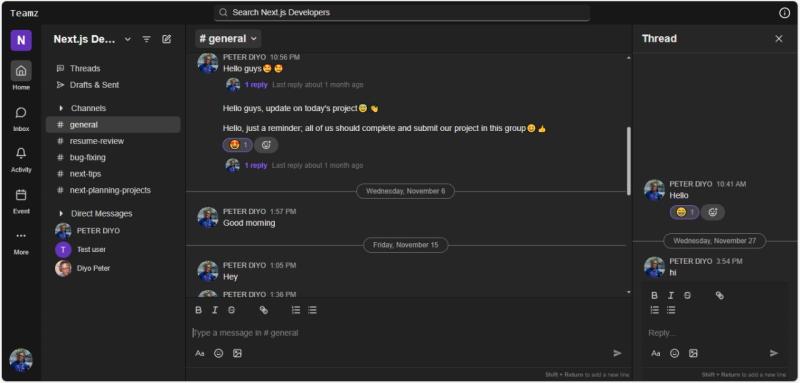 Teamz
Search Next.js Developers
N
Next.js De...
Home
Inbox
Activity
Event
More
Threads
Drafts & Sent
Channels
# general
# resume-review
# bug-fixing
# next-tips
# next-planning-projects
Direct Messages
PETER DIYO
T Test user
Diyo Peter
# general
PETER DIYO 10:56 PM
Hello guys🤩🤩
1 reply Last reply about 1 month ago
Hello guys, update on today's project😅👏
Hello, just a reminder; all of us should complete and submit our project in this group😊👍
🤩 1
1 reply Last reply about 1 month ago
Wednesday, November 6
PETER DIYO 1:57 PM
Good morning
Friday, November 15
PETER DIYO 1:05 PM
Hey
PETER DIYO 1:36 PM
B I S
Type a message in # general
Aa
Shift + Return to add a new line
Thread
PETER DIYO 10:41 AM
Hello
😄 1
Wednesday, November 27
PETER DIYO 3:54 PM
hi
B I S
Reply...
Aa
Shift + Return to add a new line